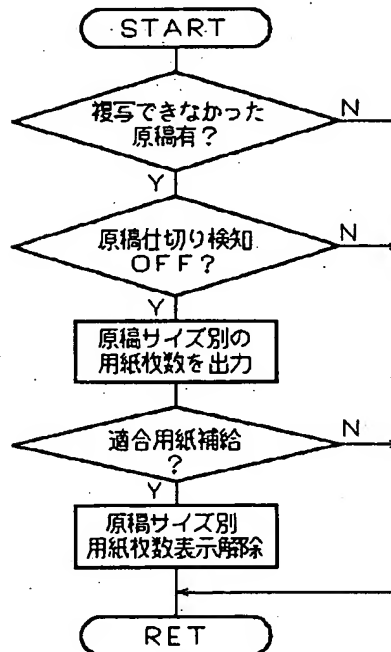 START
複写できなかった
原稿有?
N
Y
原稿仕切り検知
OFF?
N
Y
原稿サイズ別の
用紙枚数を出力
適合用紙補給
?
N
Y
原稿サイズ別
用紙枚数表示解除
RET